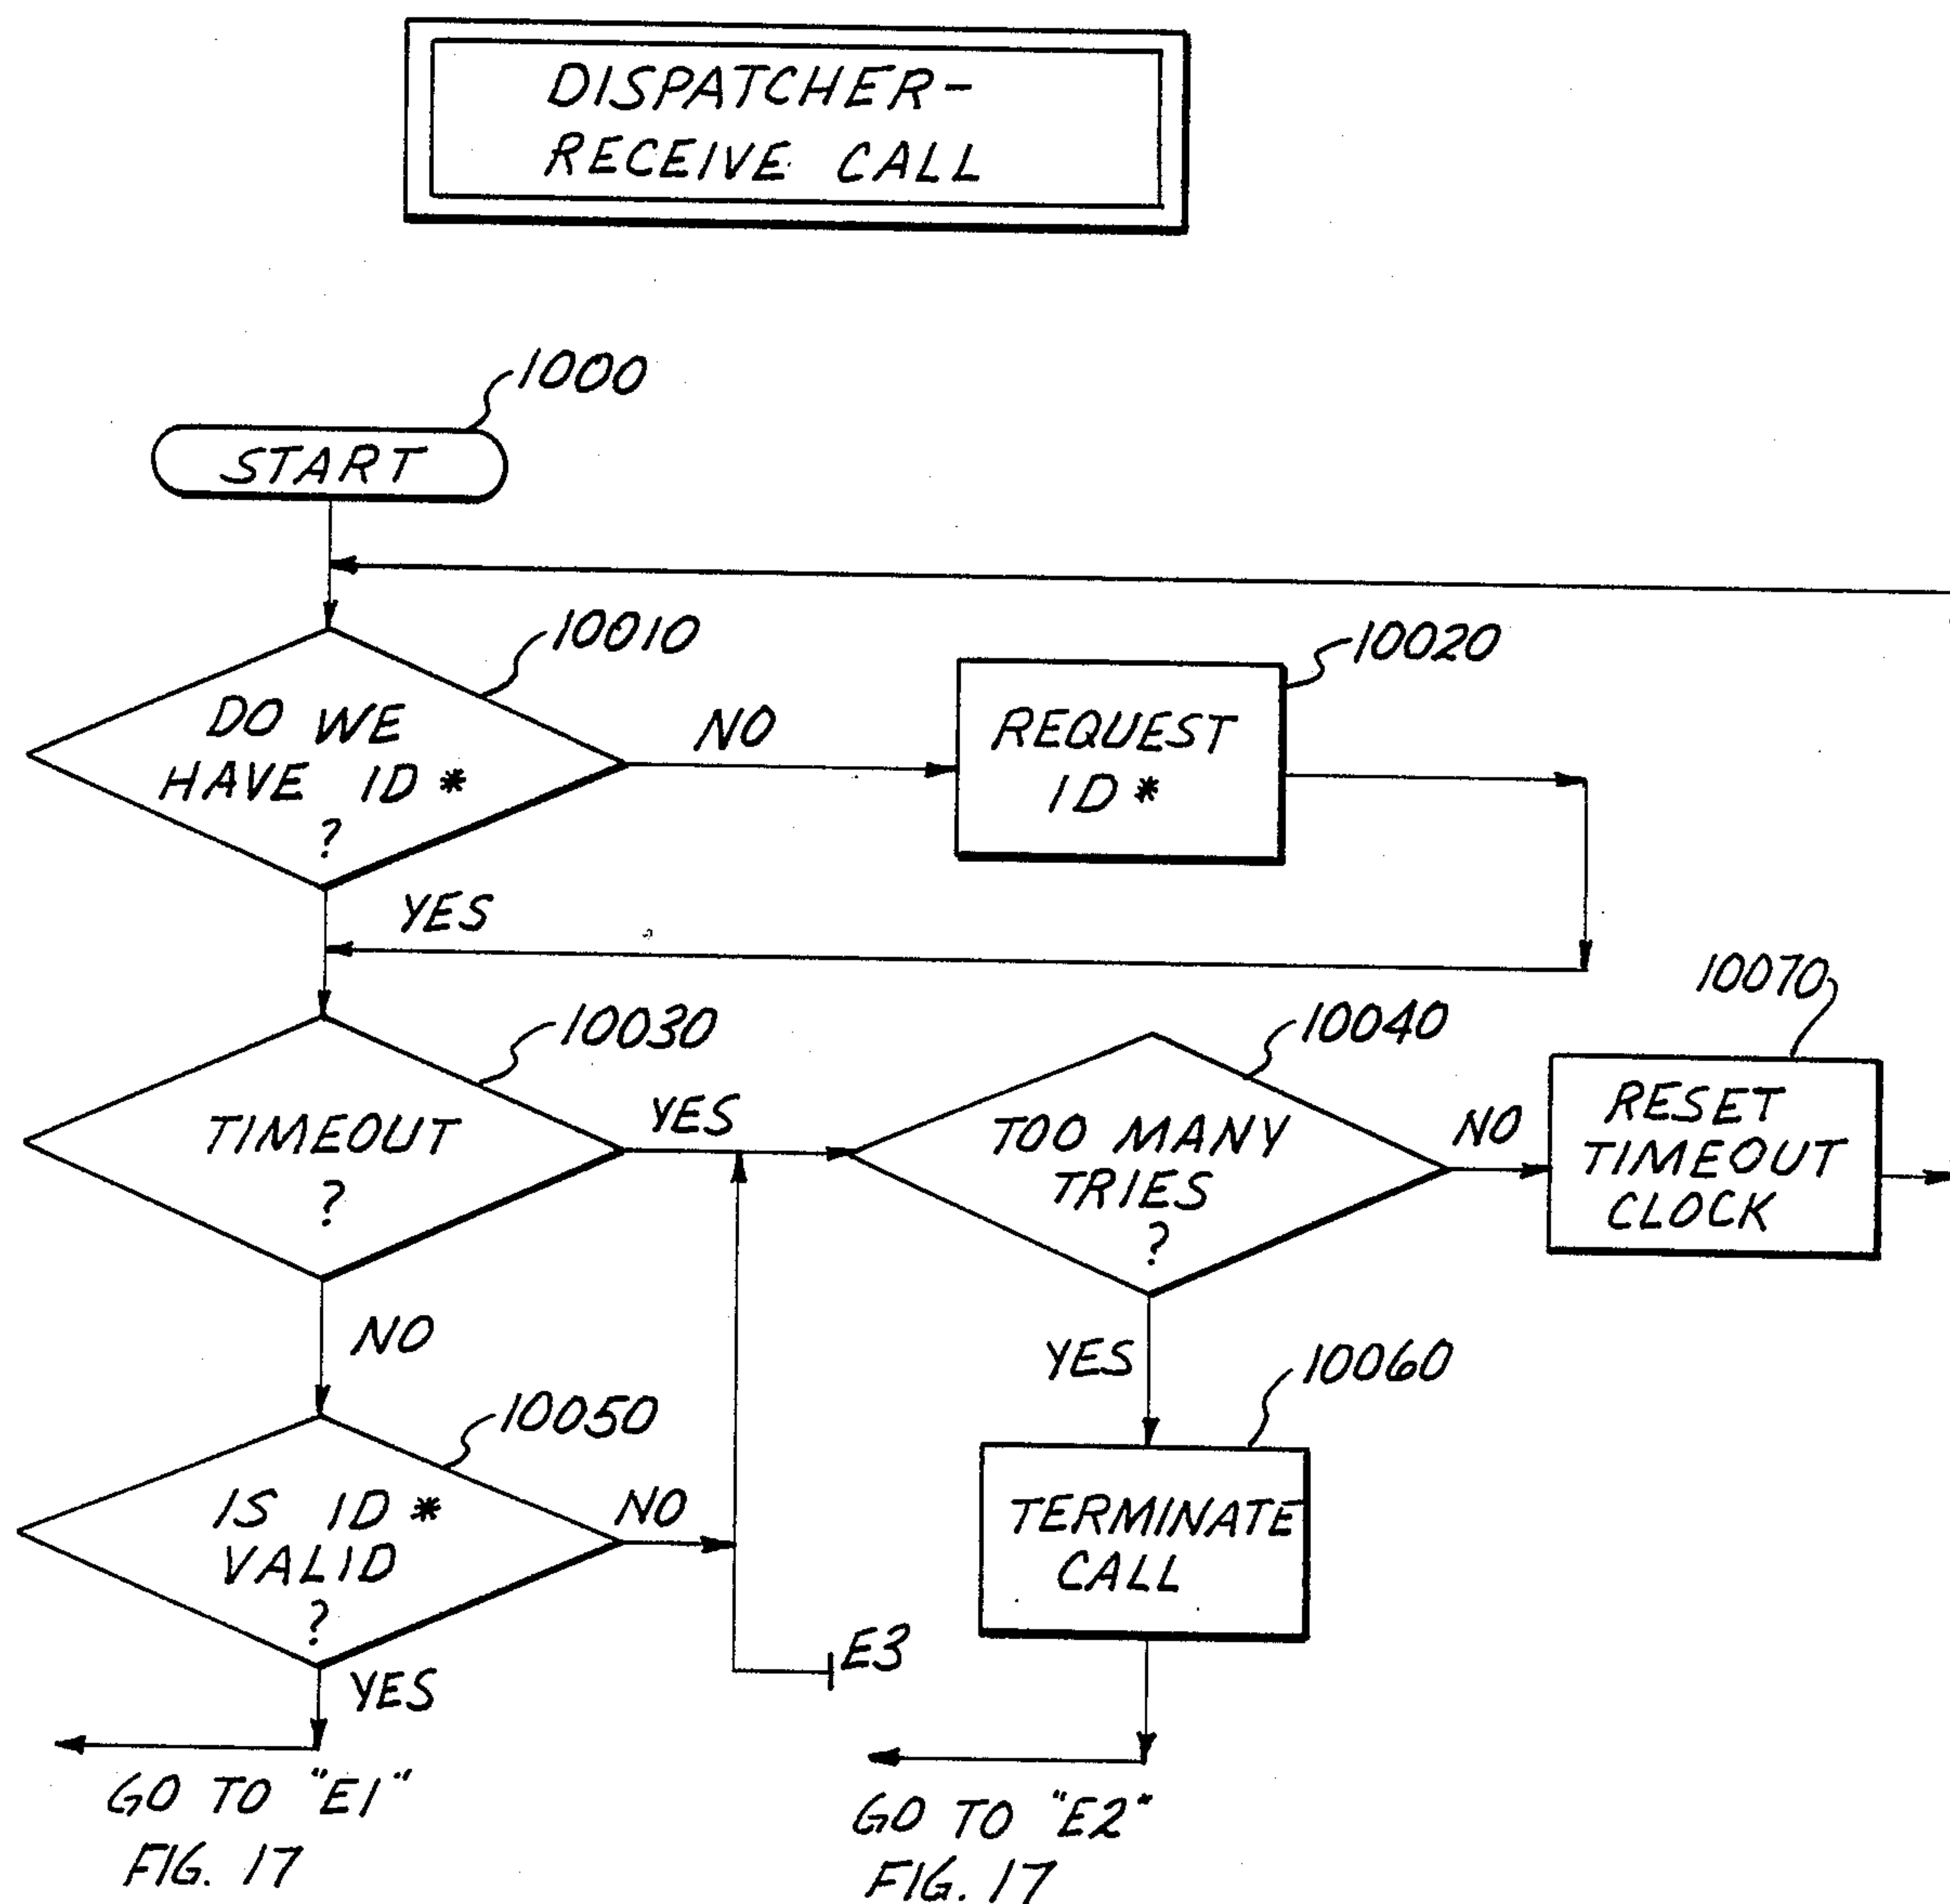 DISPATCHER-
RECEIVE CALL
1000
START
10010
DO WE
HAVE ID *
?
NO
10020
REQUEST
ID *
YES
10030
TIMEOUT
?
YES
10040
TOO MANY
TRIES
?
NO
10070
RESET
TIMEOUT
CLOCK
NO
10050
IS ID *
VALID
?
NO
YES
10060
TERMINATE
CALL
E3
YES
GO TO "E1"
FIG. 17
GO TO "E2"
FIG. 17